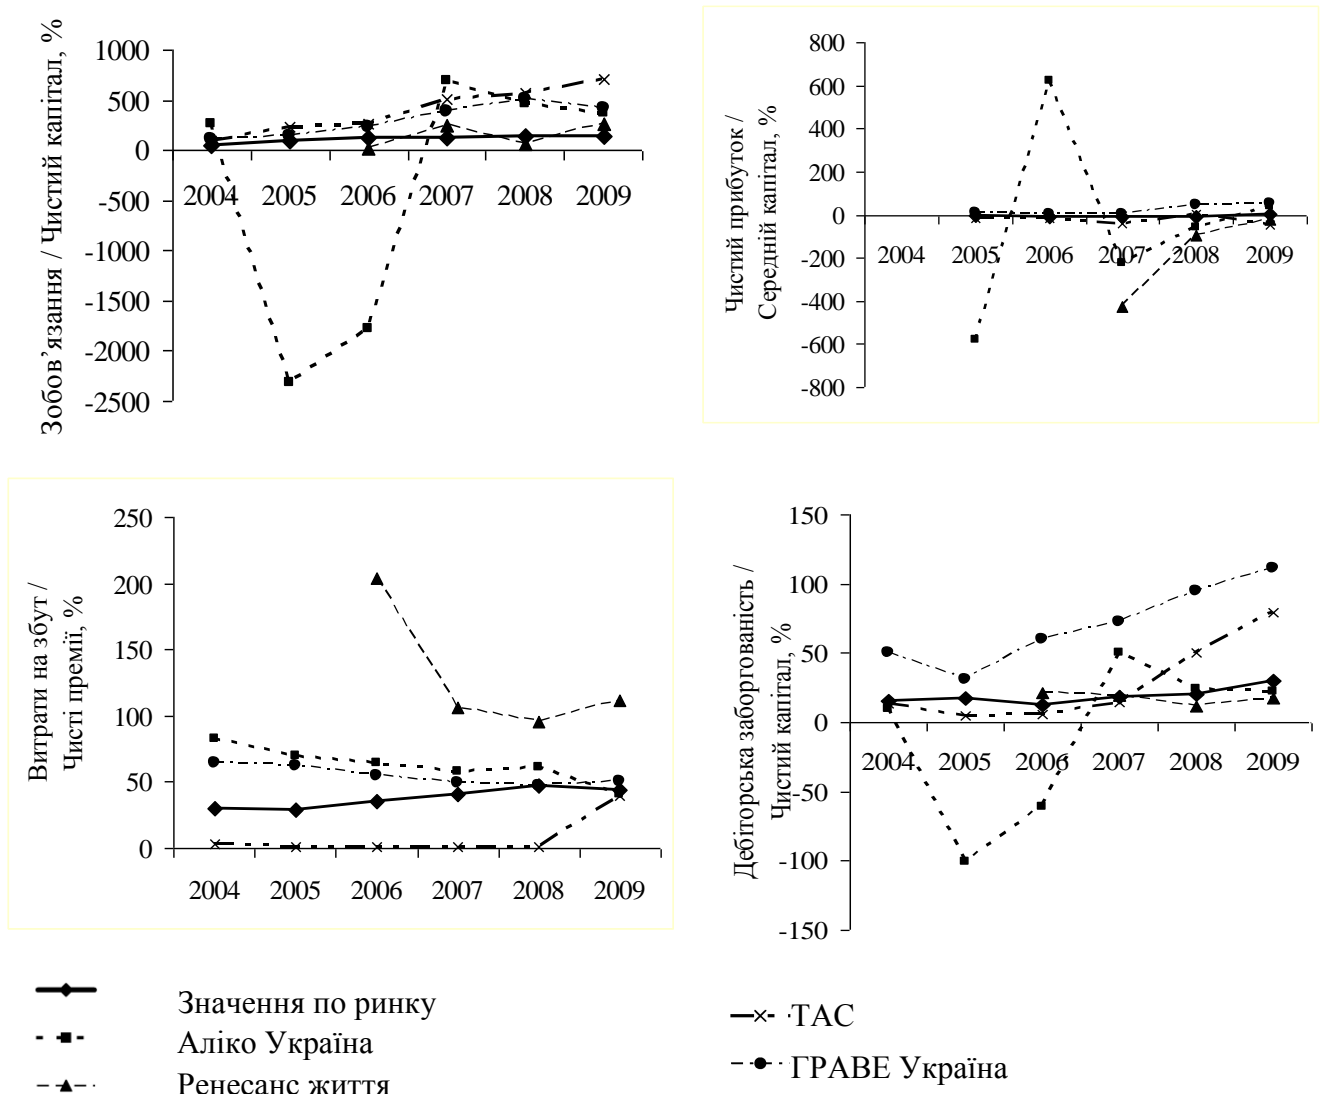 Зобов’язання / Чистий капітал, %
1000
500
0
-500
-1000
-1500
-2000
-2500
2004 2005 2006 2007 2008 2009
Чистий прибуток /
Середній капітал, %
800
600
400
200
0
-200
-400
-600
-800
2004 2005 2006 2007 2008 2009
Витрати на збут /
Чисті премії, %
250
200
150
100
50
0
2004 2005 2006 2007 2008 2009
Дебіторська заборгованість /
Чистий капітал, %
150
100
50
0
-50
-100
-150
2004 2005 2006 2007 2008 2009
Значення по ринку
Аліко Україна
Ренесанс життя
ТАС
ГРАВЕ Україна